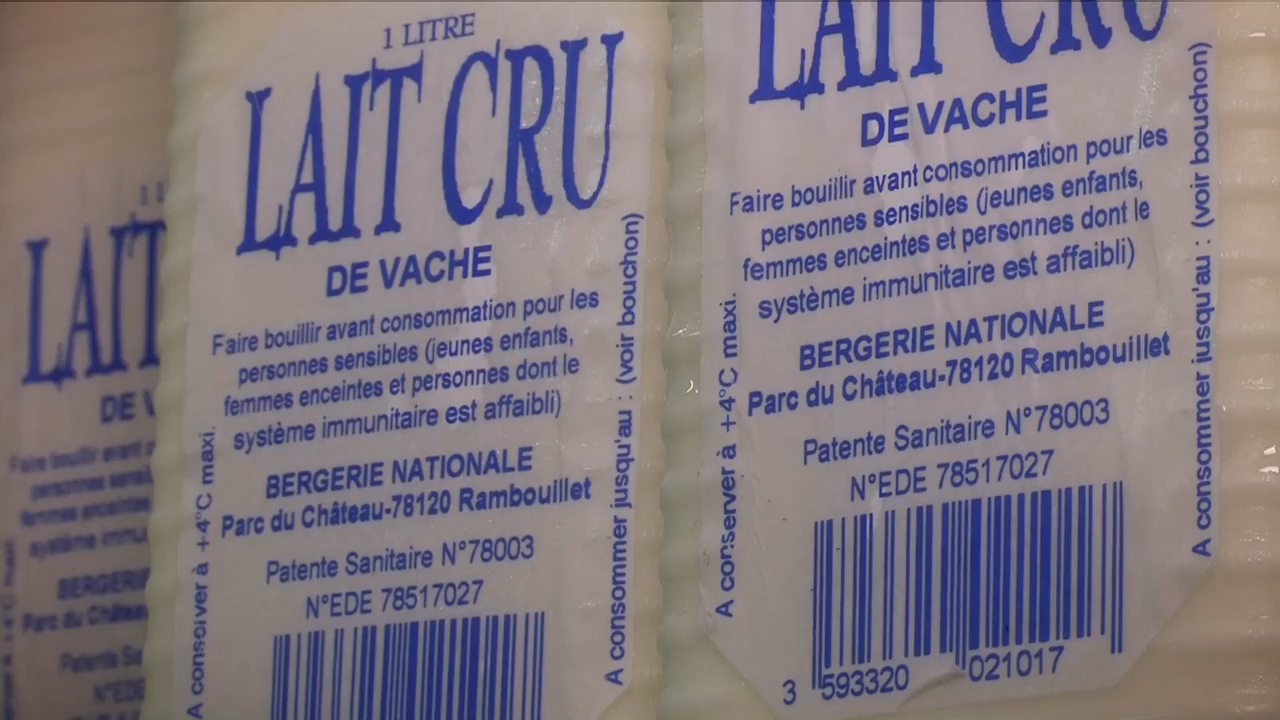 LAIT
DE V
BERGERIE
Parc du Château
N°EDE
1 LITRE
LAIT CRU
DE VACHE
Faire bouillir avant consommation pour les
personnes sensibles (jeunes enfants,
femmes enceintes et personnes dont le
système immunitaire est affaibli)
BERGERIE NATIONALE
Parc du Château-78120 Rambouillet
Patente Sanitaire N°78003
N°EDE 78517027
A conserver à +4°C maxi.
A consommer jusqu'au : (voir bouchon)
LAIT CRU
DE VACHE
Faire bouillir avant consommation pour les
personnes sensibles (jeunes enfants,
femmes enceintes et personnes dont le
système immunitaire est affaibli)
BERGERIE NATIONALE
Parc du Château-78120 Rambouillet
Patente Sanitaire N°78003
N°EDE 78517027
3 593320 021017
A conserver à +4°C maxi.
A consommer jusqu'au : (voir bouchon)